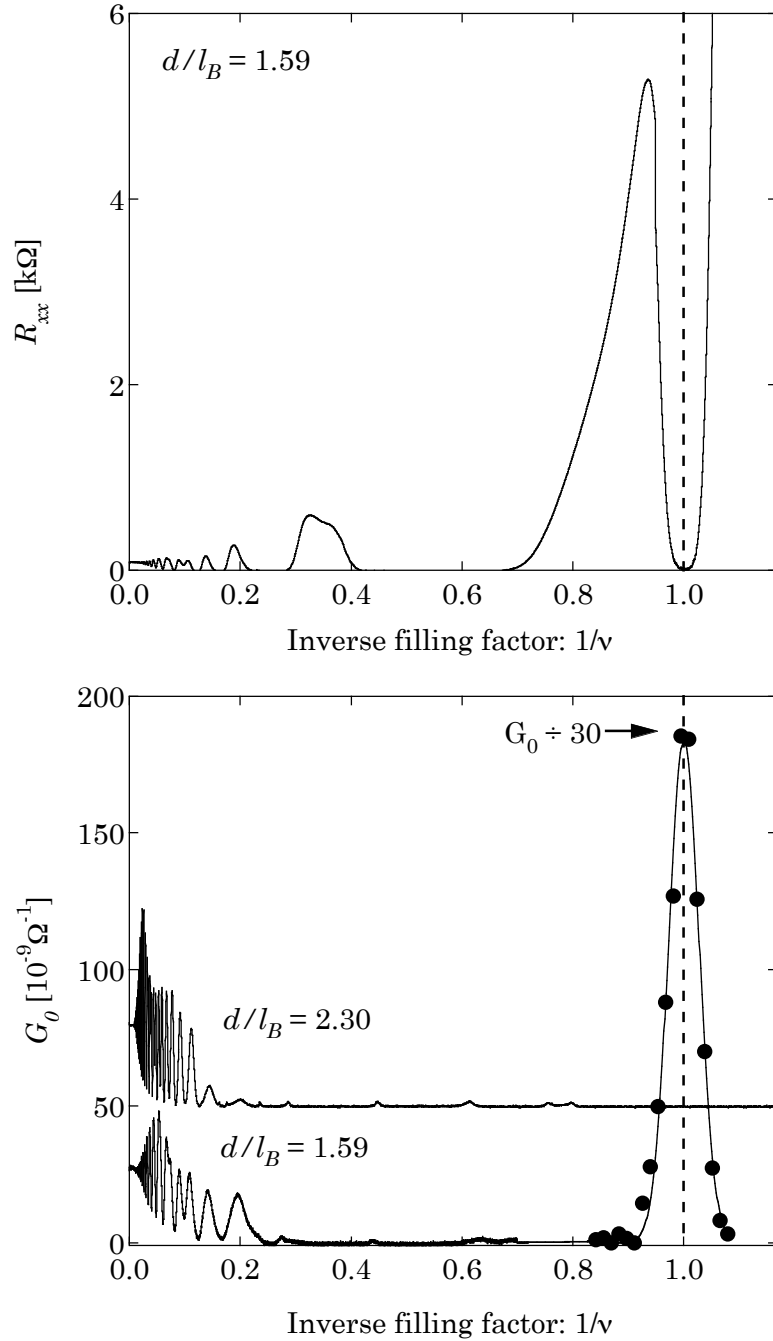 6
d/l_B = 1.59
4
R_xx [kΩ]
2
0
0.0 0.2 0.4 0.6 0.8 1.0
Inverse filling factor: 1/ν
200
G_0 ÷ 30
150
100
G_0 [10^-9 Ω^-1]
d/l_B = 2.30
50
d/l_B = 1.59
0
0.0 0.2 0.4 0.6 0.8 1.0
Inverse filling factor: 1/ν